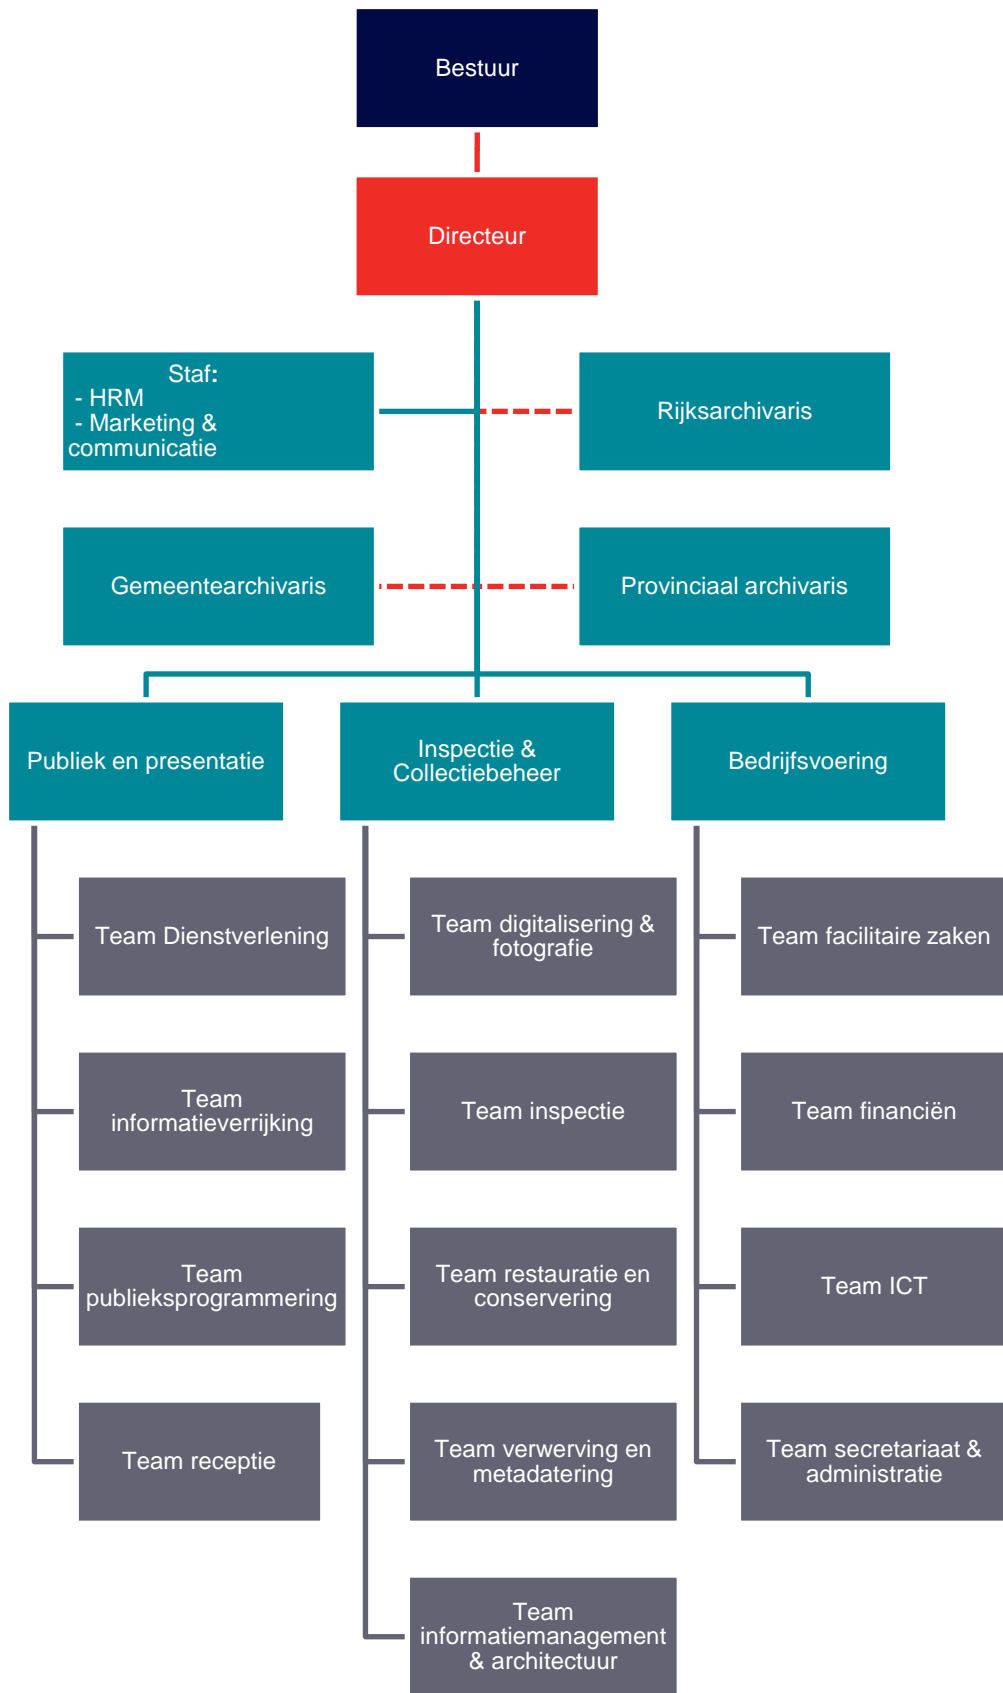 Bestuur
Directeur
Staf:
- HRM
- Marketing &
communicatie
Rijksarchivaris
Gemeentearchivaris
Provinciaal archivaris
Publiek en presentatie
Inspectie &
Collectiebeheer
Bedrijfsvoering
Team Dienstverlening
Team digitalisering &
fotografie
Team facilitaire zaken
Team
informatieverrijking
Team inspectie
Team financiën
Team
publieksprogrammering
Team restauratie en
conservering
Team ICT
Team receptie
Team verwerving en
metadatering
Team secretariaat &
administratie
Team
informatiemanagement
& architectuur